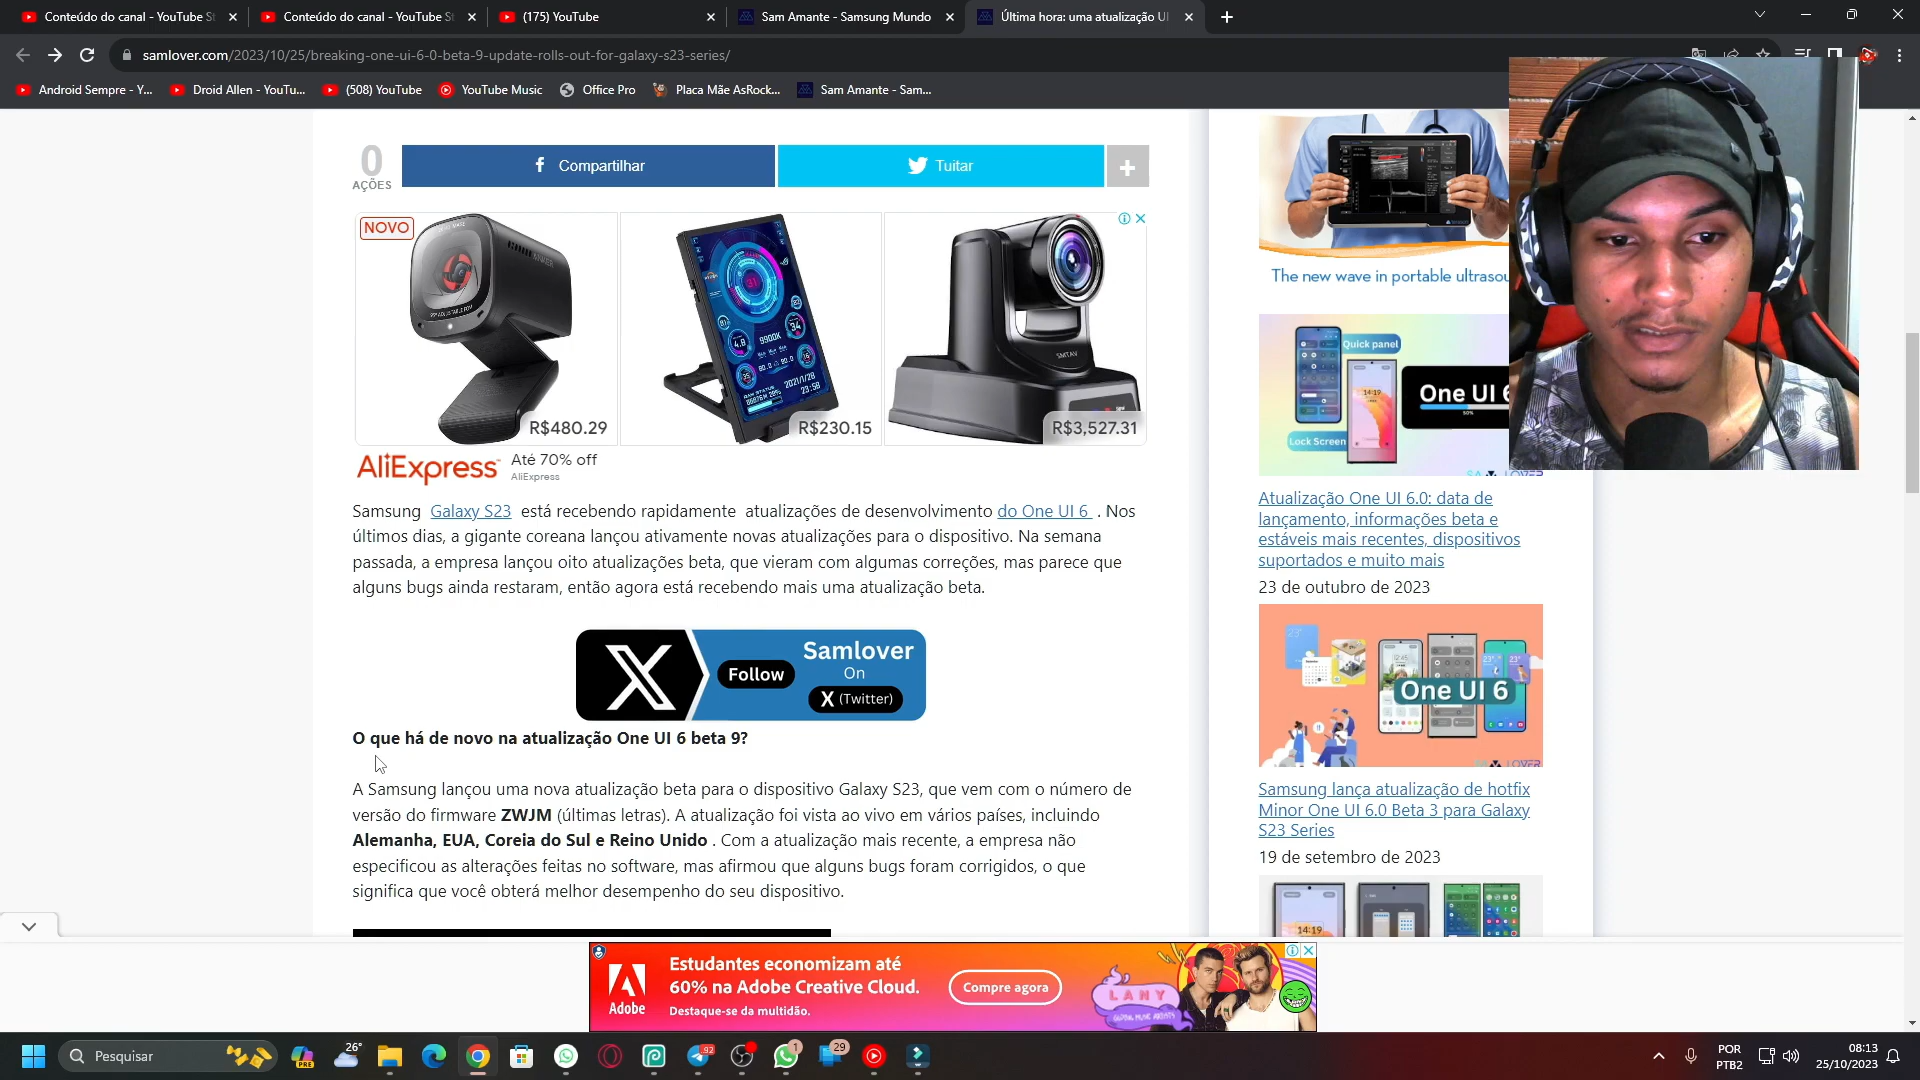 Conteúdo do canal - YouTube St
Conteúdo do canal - YouTube St
(175) YouTube
Sam Amante - Samsung Mundo
Última hora: uma atualização UI
samlover.com/2023/10/25/breaking-one-ui-6-0-beta-9-update-rolls-out-for-galaxy-s23-series/
Android Sempre - Y...
Droid Allen - YouTu...
(508) YouTube
YouTube Music
Office Pro
Placa Mãe AsRock...
Sam Amante - Sam...
0
AÇÕES
Compartilhar
Tuitar
NOVO
R$480.29
R$230.15
R$3,527.31
AliExpress
Até 70% off
AliExpress
Samsung Galaxy S23 está recebendo rapidamente atualizações de desenvolvimento do One UI 6 . Nos
últimos dias, a gigante coreana lançou ativamente novas atualizações para o dispositivo. Na semana
passada, a empresa lançou oito atualizações beta, que vieram com algumas correções, mas parece que
alguns bugs ainda restaram, então agora está recebendo mais uma atualização beta.
Follow
Samlover
On
X (Twitter)
O que há de novo na atualização One UI 6 beta 9?
A Samsung lançou uma nova atualização beta para o dispositivo Galaxy S23, que vem com o número de
versão do firmware ZWJM (últimas letras). A atualização foi vista ao vivo em vários países, incluindo
Alemanha, EUA, Coreia do Sul e Reino Unido . Com a atualização mais recente, a empresa não
especificou as alterações feitas no software, mas afirmou que alguns bugs foram corrigidos, o que
significa que você obterá melhor desempenho do seu dispositivo.
The new wave in portable ultrasou
Quick panel
One UI 6
50%
Lock Screen
Atualização One UI 6.0: data de
lançamento, informações beta e
estáveis mais recentes, dispositivos
suportados e muito mais
23 de outubro de 2023
One UI 6
Samsung lança atualização de hotfix
Minor One UI 6.0 Beta 3 para Galaxy
S23 Series
19 de setembro de 2023
14:19
Adobe
Estudantes economizam até
60% na Adobe Creative Cloud.
Destaque-se da multidão.
Compre agora
LANY
Pesquisar
PRE
26°
92
1
29
POR
PTB2
08:13
25/10/2023